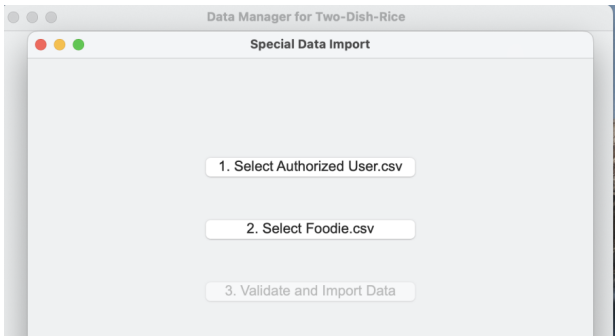 Data Manager for Two-Dish-Rice
Special Data Import
1. Select Authorized User.csv
2. Select Foodie.csv
3. Validate and Import Data